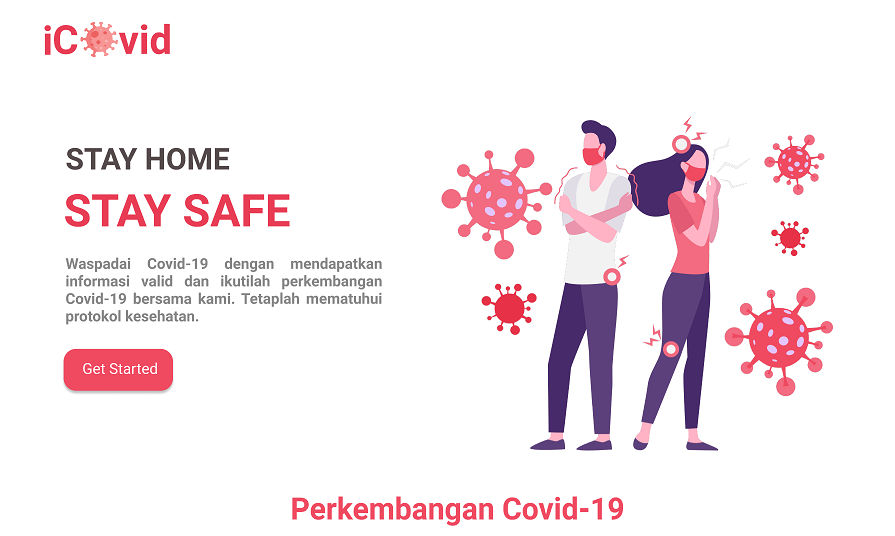 iCovid
STAY HOME
STAY SAFE
Waspadai Covid-19 dengan mendapatkan
informasi valid dan ikutilah perkembangan
Covid-19 bersama kami. Tetaplah mematuhui
protokol kesehatan.
Get Started
Perkembangan Covid-19